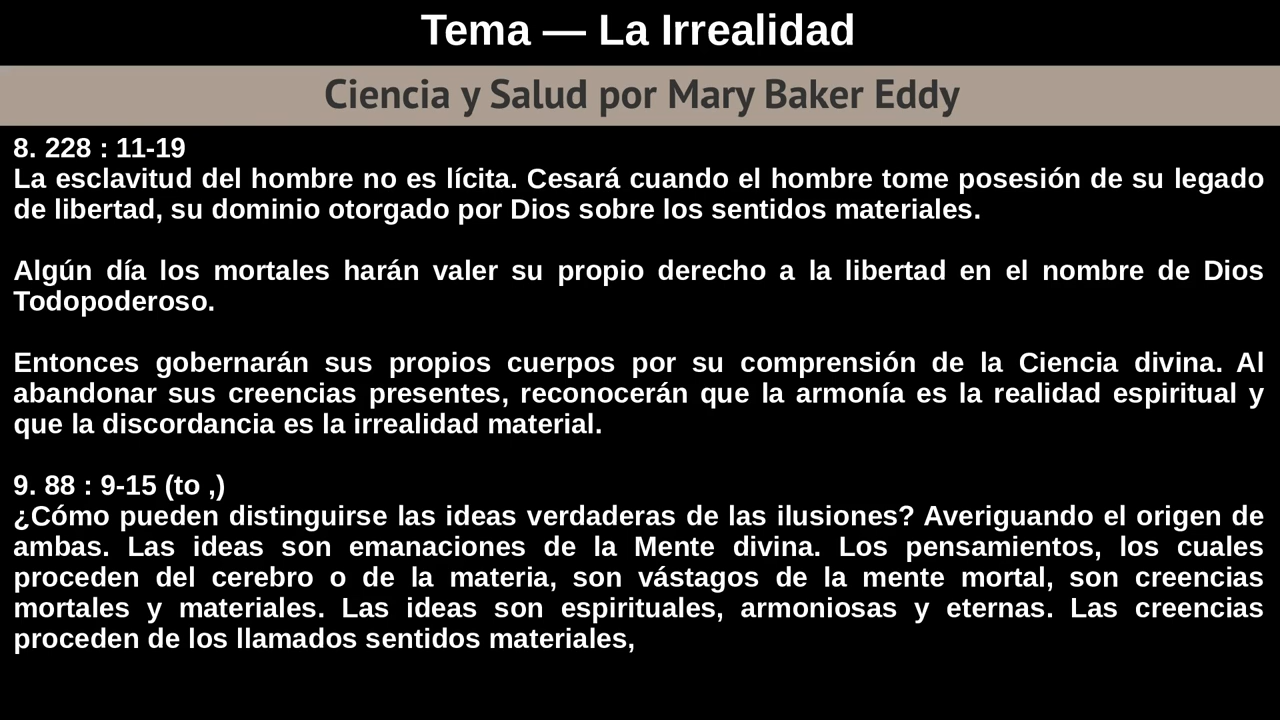 Tema — La Irrealidad
Ciencia y Salud por Mary Baker Eddy
8. 228 : 11-19
La esclavitud del hombre no es lícita. Cesará cuando el hombre tome posesión de su legado
de libertad, su dominio otorgado por Dios sobre los sentidos materiales.
Algún día los mortales harán valer su propio derecho a la libertad en el nombre de Dios
Todopoderoso.
Entonces gobernarán sus propios cuerpos por su comprensión de la Ciencia divina. Al
abandonar sus creencias presentes, reconocerán que la armonía es la realidad espiritual y
que la discordancia es la irrealidad material.
9. 88 : 9-15 (to ,)
¿Cómo pueden distinguirse las ideas verdaderas de las ilusiones? Averiguando el origen de
ambas. Las ideas son emanaciones de la Mente divina. Los pensamientos, los cuales
proceden del cerebro o de la materia, son vástagos de la mente mortal, son creencias
mortales y materiales. Las ideas son espirituales, armoniosas y eternas. Las creencias
proceden de los llamados sentidos materiales,